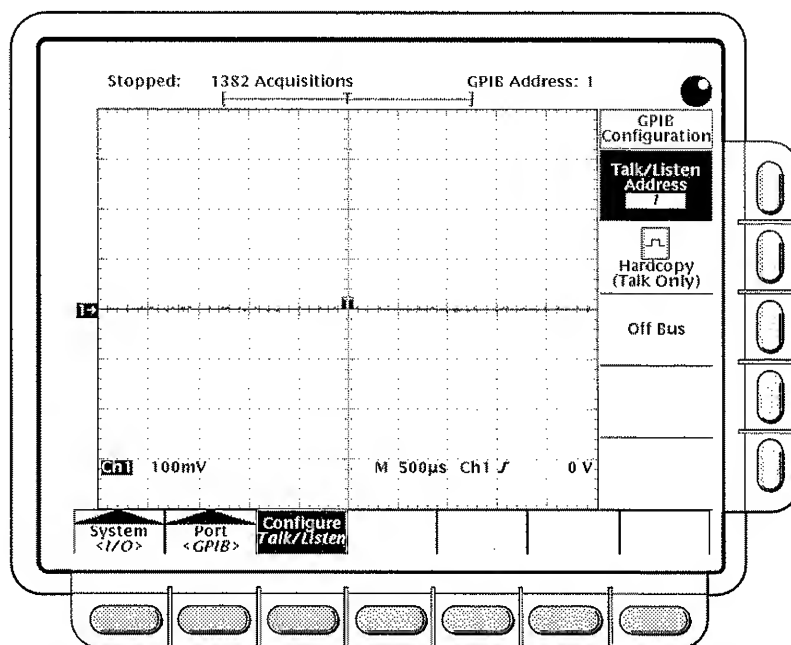 Stopped: 1382 Acquisitions GPIB Address: 1
T
GPIB
Configuration
Talk/Listen
Address
1
Hardcopy
(Talk Only)
T
1→
Off Bus
Ch1 100mV M 500µs Ch1 0 V
System
<I/O>
Port
<GPIB>
Configure
Talk/Listen